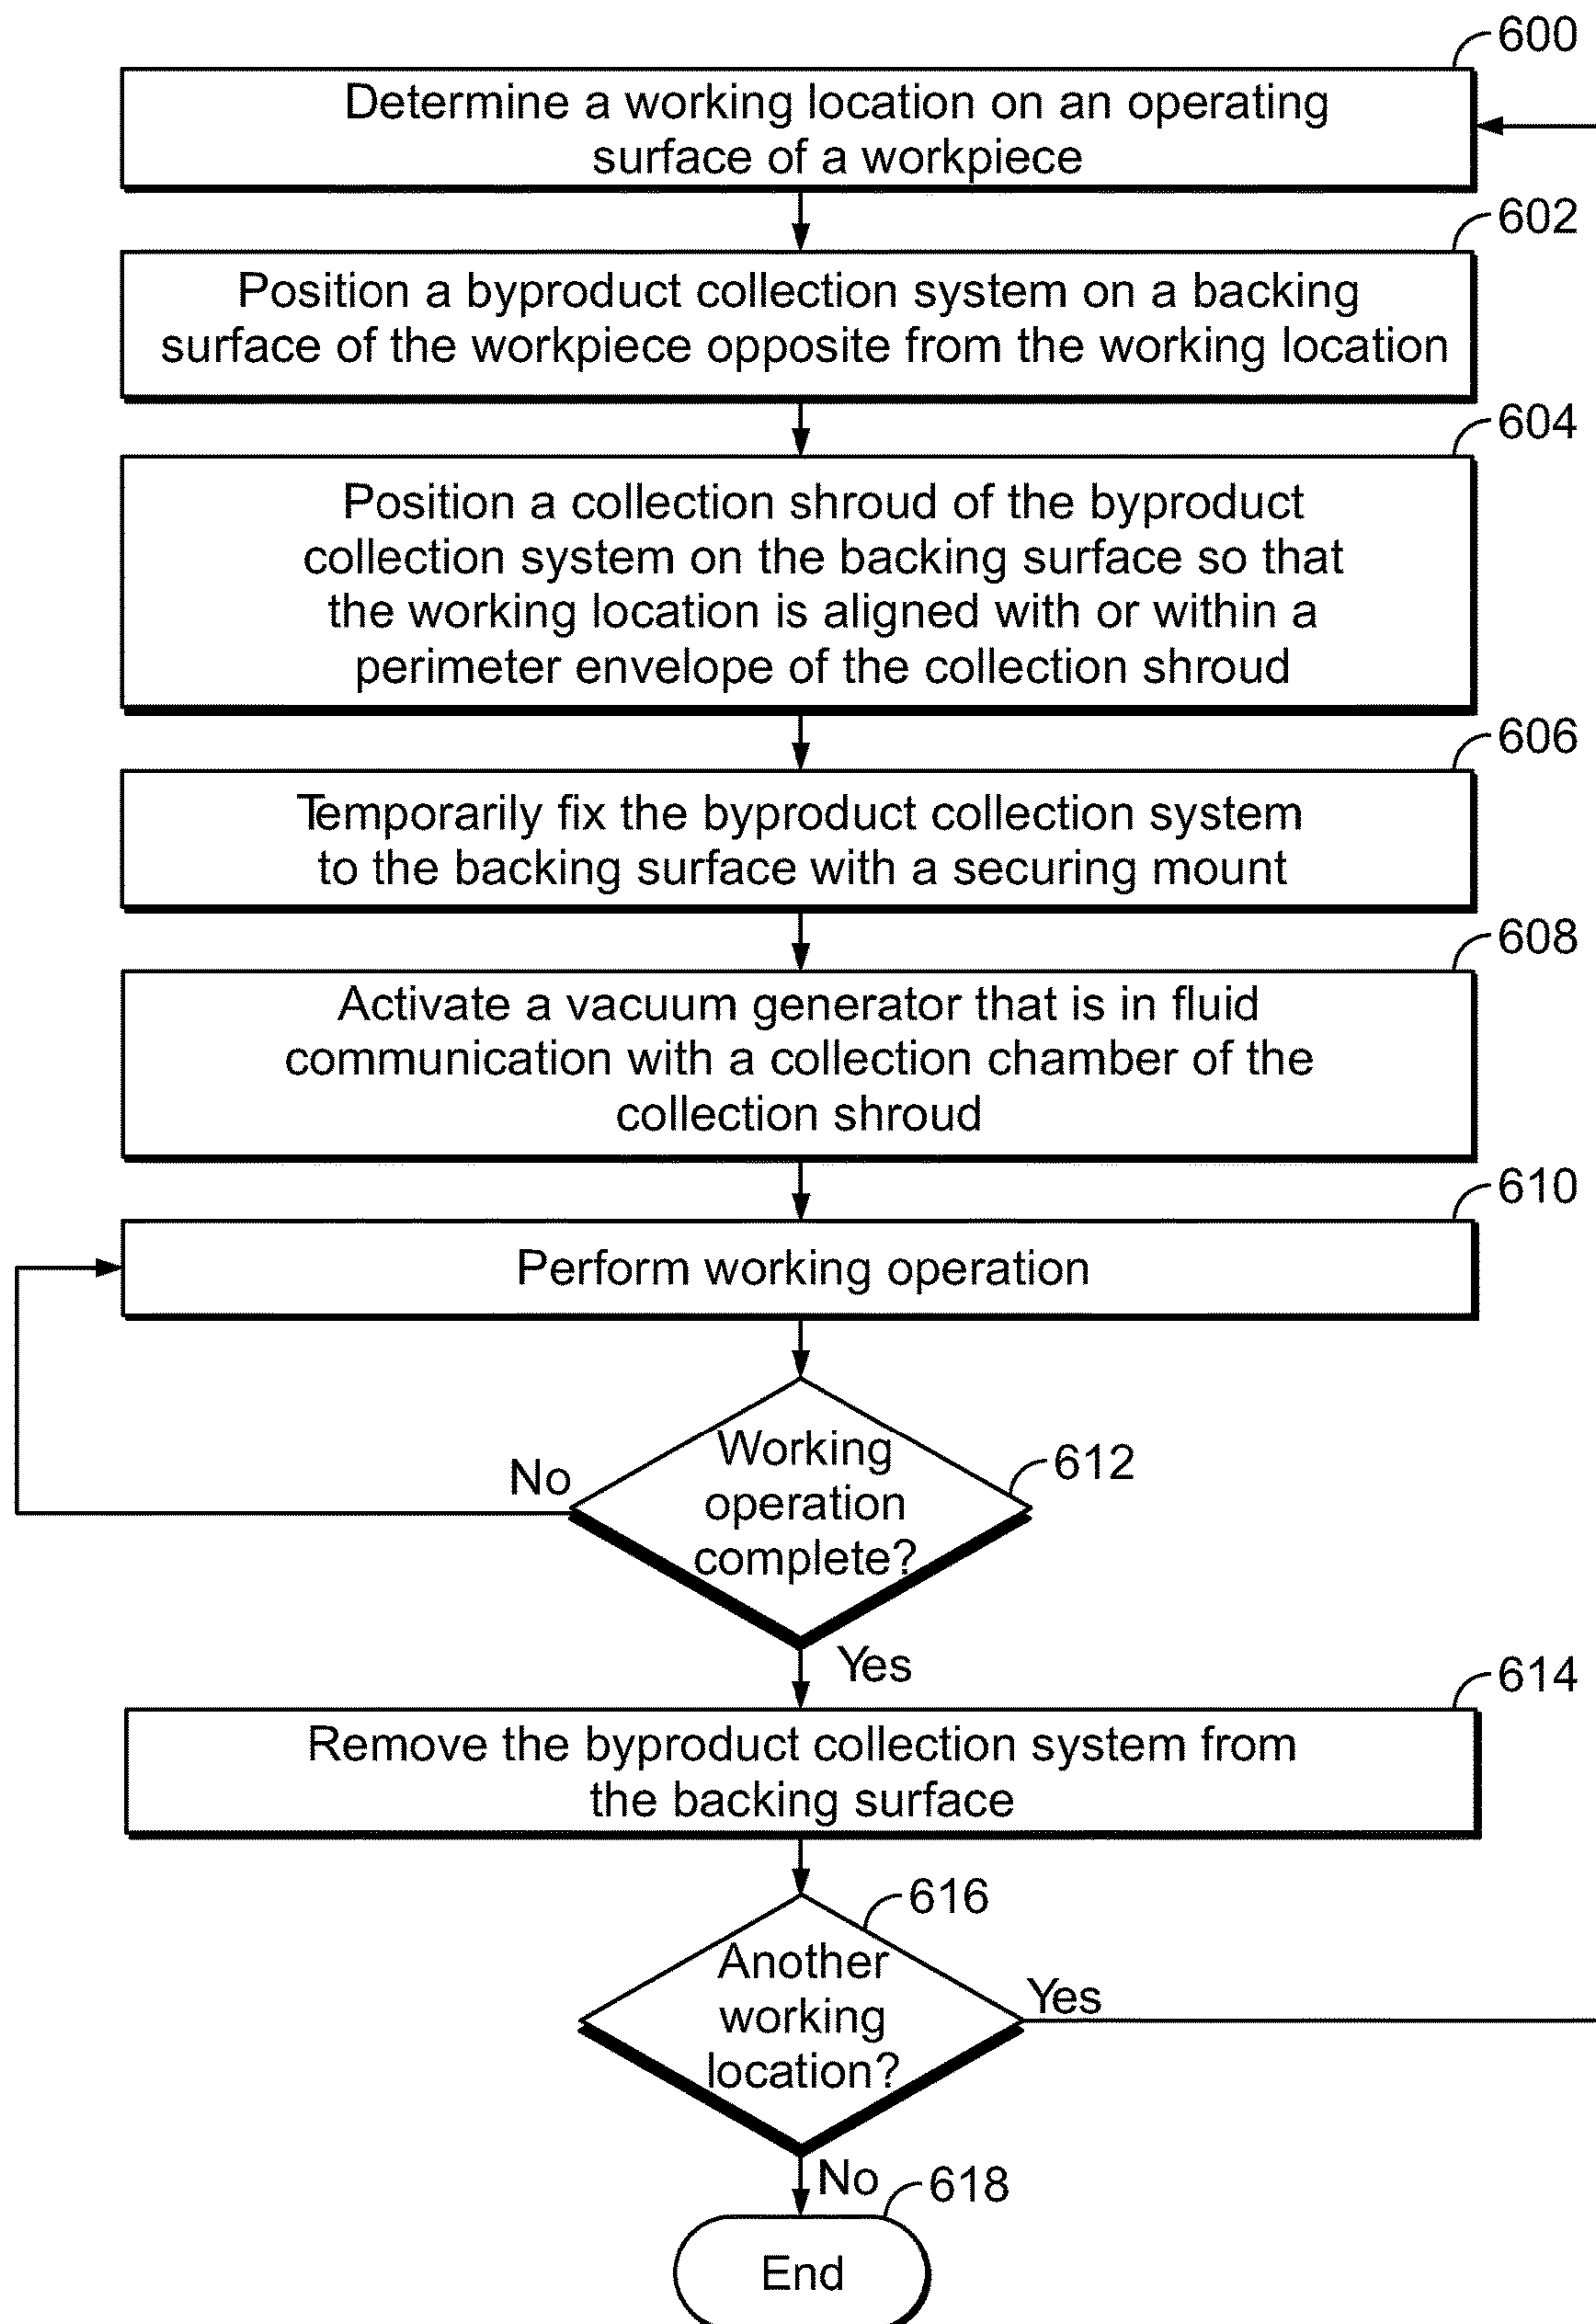 600
Determine a working location on an operating
surface of a workpiece
602
Position a byproduct collection system on a backing
surface of the workpiece opposite from the working location
604
Position a collection shroud of the byproduct
collection system on the backing surface so that
the working location is aligned with or within a
perimeter envelope of the collection shroud
606
Temporarily fix the byproduct collection system
to the backing surface with a securing mount
608
Activate a vacuum generator that is in fluid
communication with a collection chamber of the
collection shroud
610
Perform working operation
612
Working
operation
complete?
No
Yes
614
Remove the byproduct collection system from
the backing surface
616
Another
working
location?
Yes
No
618
End